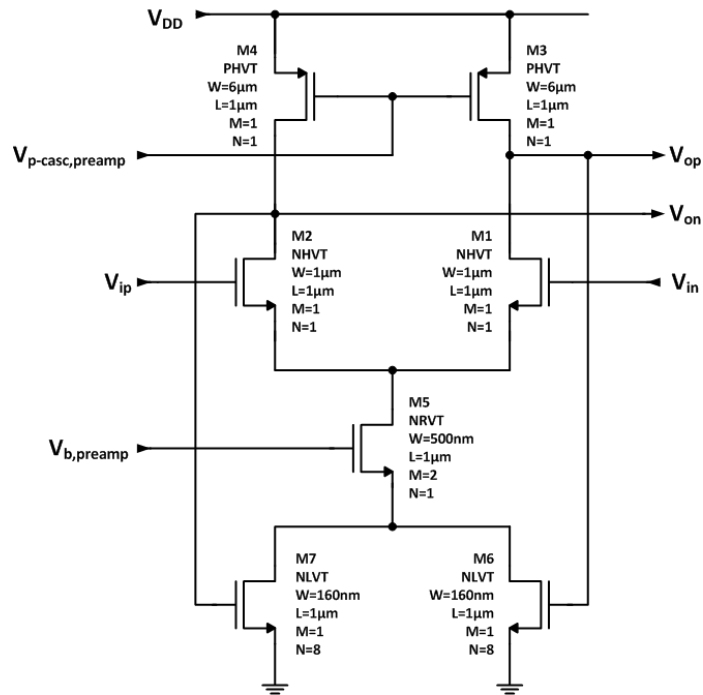 V_DD
M4
PHVT
W=6µm
L=1µm
M=1
N=1
M3
PHVT
W=6µm
L=1µm
M=1
N=1
V_p-casc,preamp
V_op
V_on
M2
NHVT
W=1µm
L=1µm
M=1
N=1
M1
NHVT
W=1µm
L=1µm
M=1
N=1
V_ip
V_in
M5
NRVT
W=500nm
L=1µm
M=2
N=1
V_b,preamp
M7
NLVT
W=160nm
L=1µm
M=1
N=8
M6
NLVT
W=160nm
L=1µm
M=1
N=8